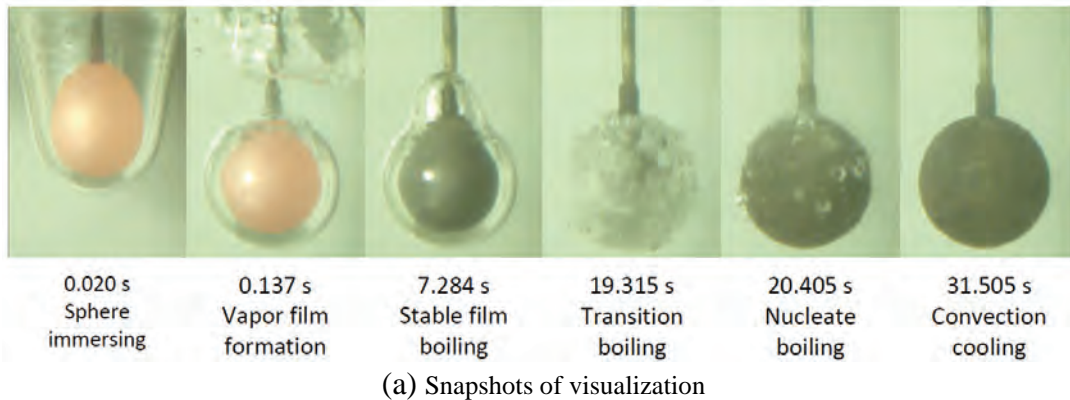 0.020 s 0.137 s 7.284 s 19.315 s 20.405 s 31.505 s
Sphere Vapor film Stable film Transition Nucleate Convection
immersing formation boiling boiling boiling cooling
(a) Snapshots of visualization